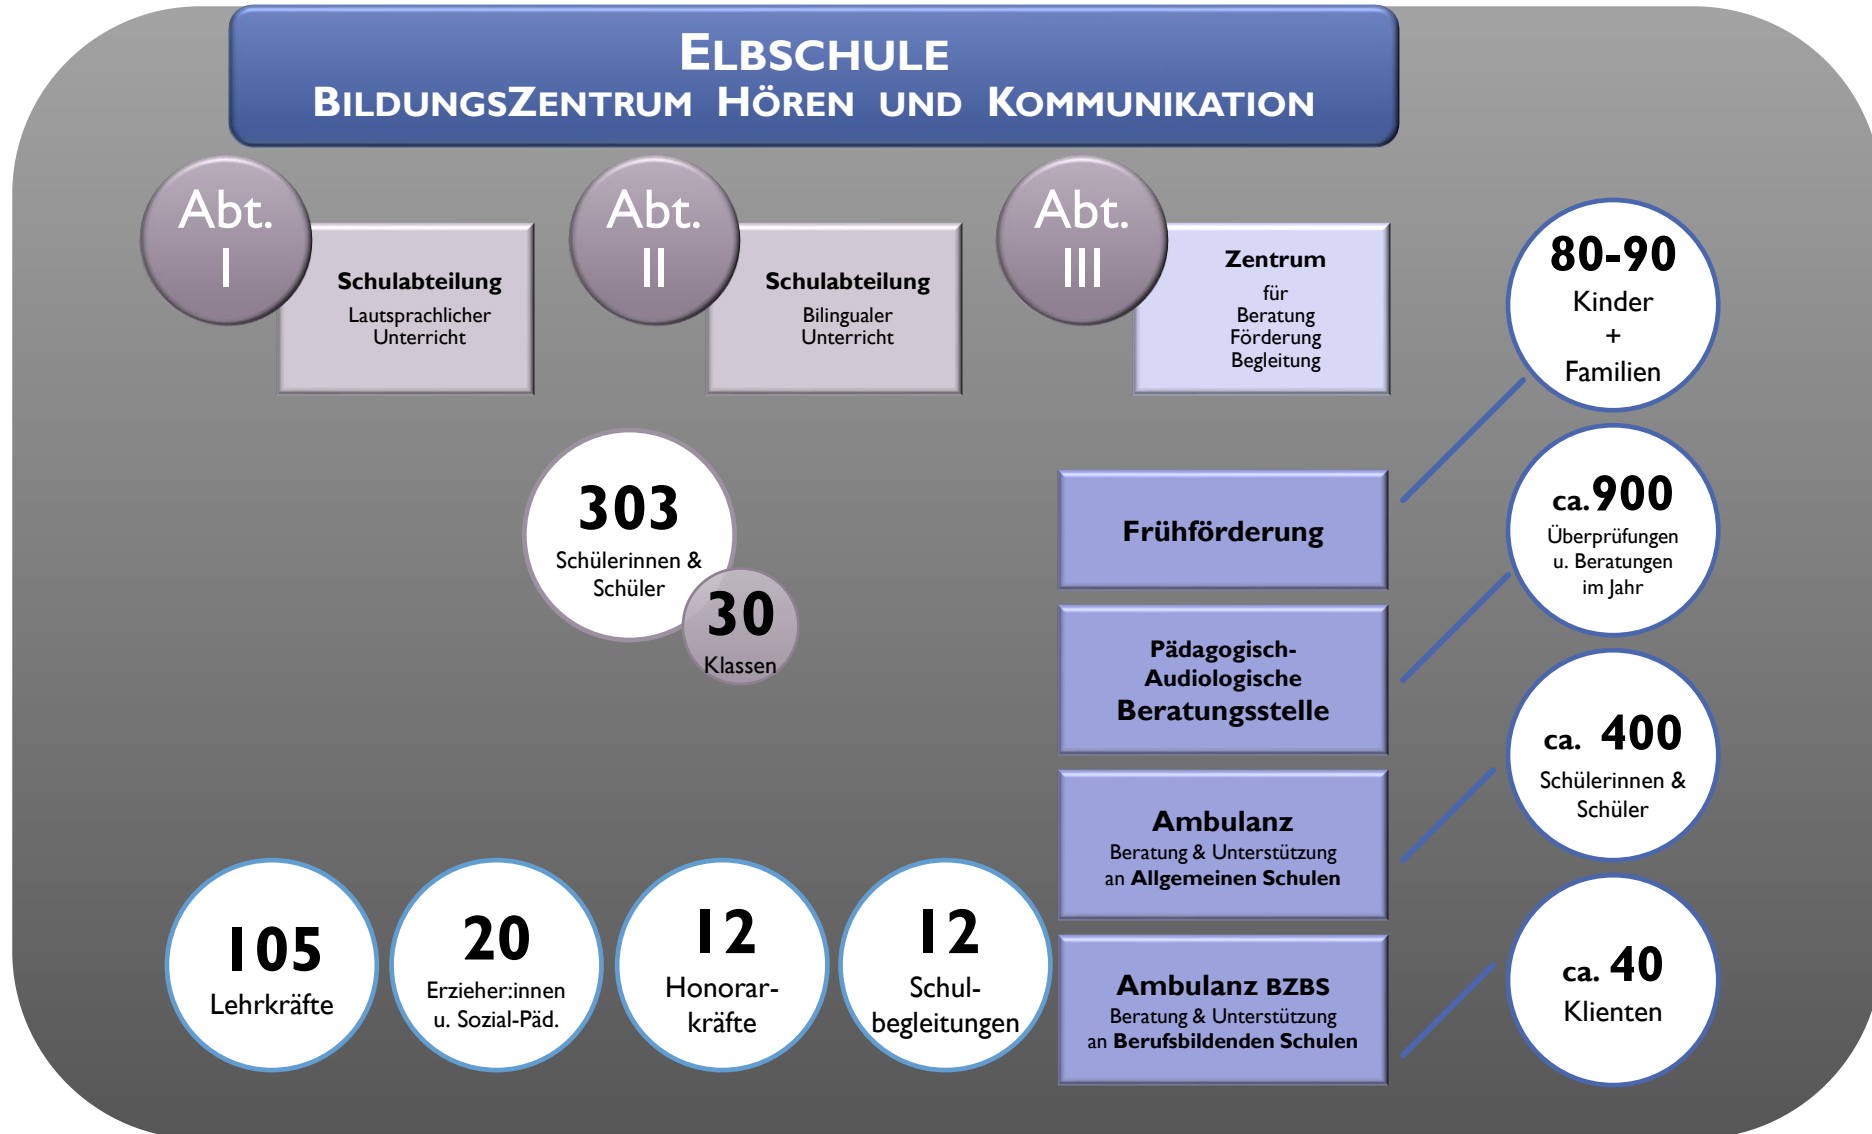 ELBSCHULE
BILDUNGSZENTRUM HÖREN UND KOMMUNIKATION
Abt.
I
Schulabteilung
Lautsprachlicher
Unterricht
Abt.
II
Schulabteilung
Bilingualer
Unterricht
Abt.
III
Zentrum
für
Beratung
Förderung
Begleitung
303
Schülerinnen &
Schüler
30
Klassen
Frühförderung
80-90
Kinder
+
Familien
Pädagogisch-
Audiologische
Beratungsstelle
ca.900
Überprüfungen
u. Beratungen
im Jahr
Ambulanz
Beratung & Unterstützung
an Allgemeinen Schulen
ca. 400
Schülerinnen &
Schüler
Ambulanz BZBS
Beratung & Unterstützung
an Berufsbildenden Schulen
ca. 40
Klienten
105
Lehrkräfte
20
Erzieher:innen
u. Sozial-Päd.
12
Honorar-
kräfte
12
Schul-
begleitungen